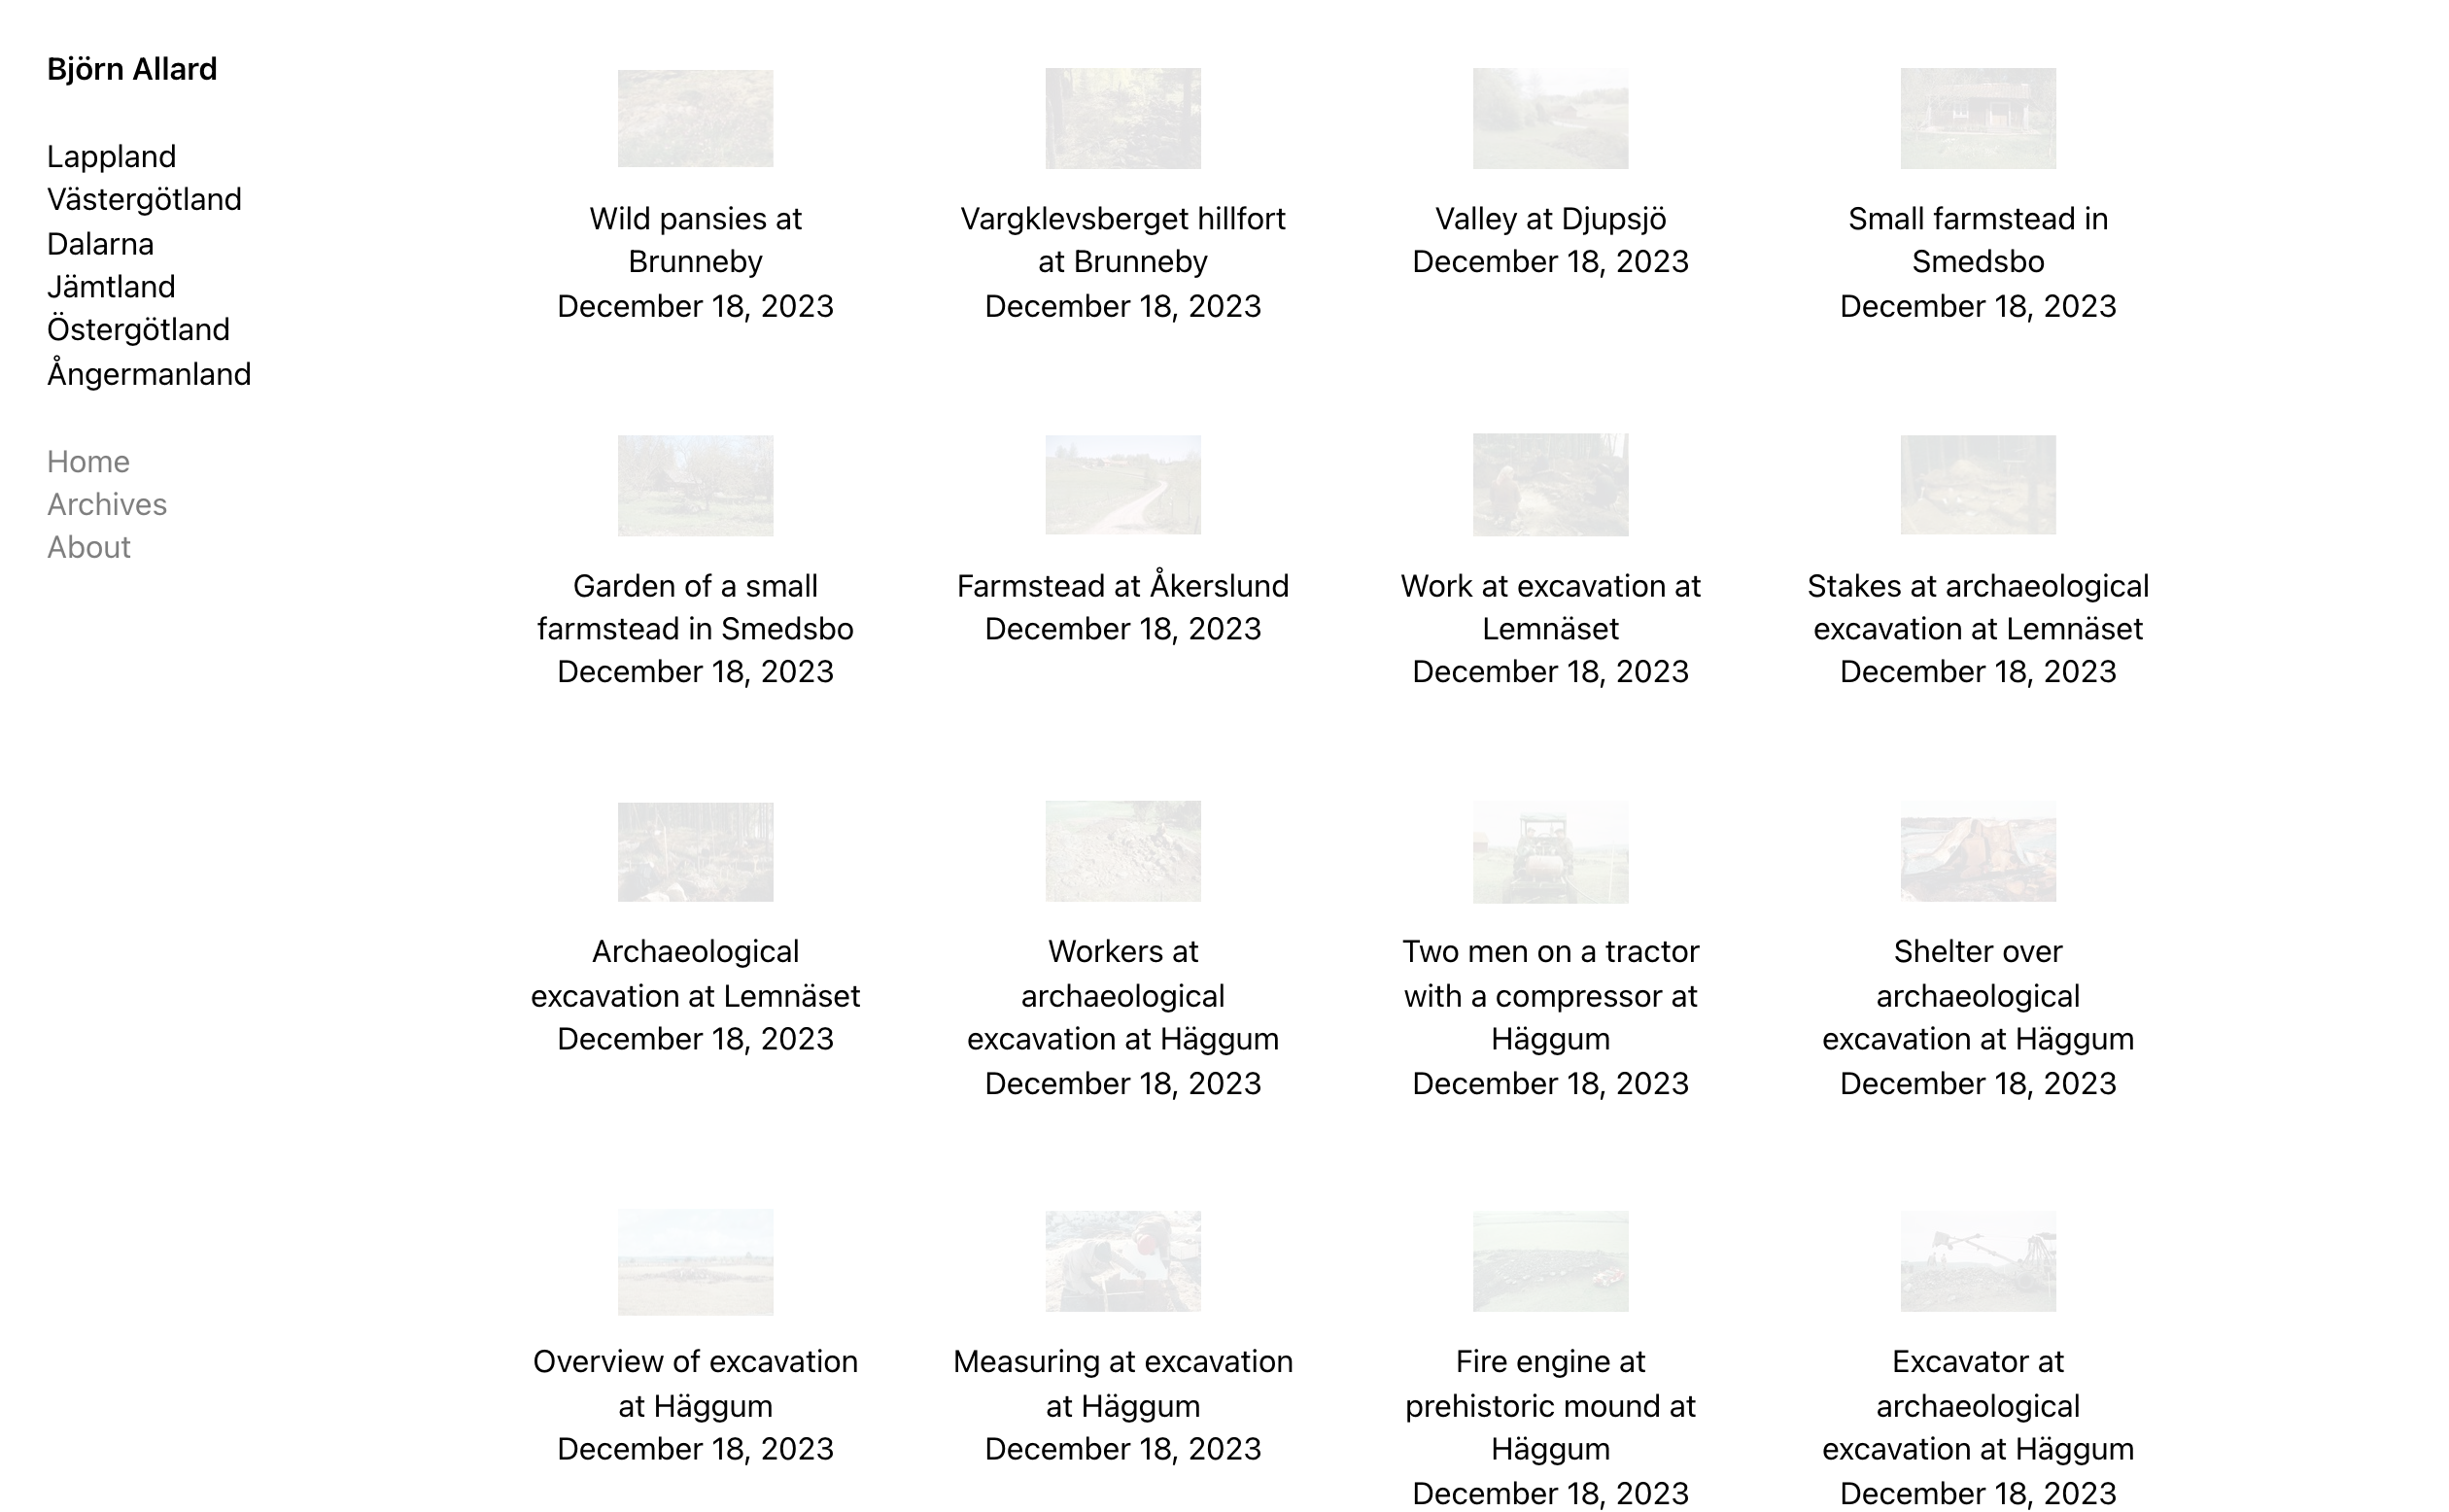 Björn Allard
Lappland
Västergötland
Dalarna
Jämtland
Östergötland
Ångermanland
Home
Archives
About
Wild pansies at
Brunneby
December 18, 2023
Vargklevsberget hillfort
at Brunneby
December 18, 2023
Valley at Djupsjö
December 18, 2023
Small farmstead in
Smedsbo
December 18, 2023
Garden of a small
farmstead in Smedsbo
December 18, 2023
Farmstead at Åkerslund
December 18, 2023
Work at excavation at
Lemnäset
December 18, 2023
Stakes at archaeological
excavation at Lemnäset
December 18, 2023
Archaeological
excavation at Lemnäset
December 18, 2023
Workers at
archaeological
excavation at Häggum
December 18, 2023
Two men on a tractor
with a compressor at
Häggum
December 18, 2023
Shelter over
archaeological
excavation at Häggum
December 18, 2023
Overview of excavation
at Häggum
December 18, 2023
Measuring at excavation
at Häggum
December 18, 2023
Fire engine at
prehistoric mound at
Häggum
December 18, 2023
Excavator at
archaeological
excavation at Häggum
December 18, 2023